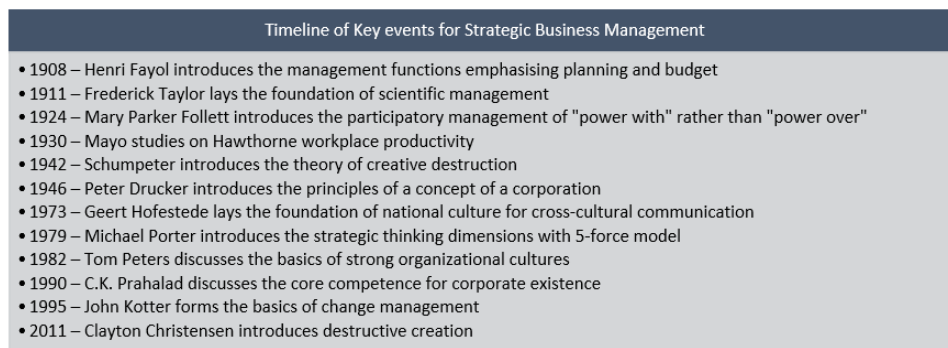 Timeline of Key events for Strategic Business Management
• 1908 – Henri Fayol introduces the management functions emphasising planning and budget
• 1911 – Frederick Taylor lays the foundation of scientific management
• 1924 – Mary Parker Follett introduces the participatory management of "power with" rather than "power over"
• 1930 – Mayo studies on Hawthorne workplace productivity
• 1942 – Schumpeter introduces the theory of creative destruction
• 1946 – Peter Drucker introduces the principles of a concept of a corporation
• 1973 – Geert Hofestede lays the foundation of national culture for cross-cultural communication
• 1979 – Michael Porter introduces the strategic thinking dimensions with 5-force model
• 1982 – Tom Peters discusses the basics of strong organizational cultures
• 1990 – C.K. Prahalad discusses the core competence for corporate existence
• 1995 – John Kotter forms the basics of change management
• 2011 – Clayton Christensen introduces destructive creation